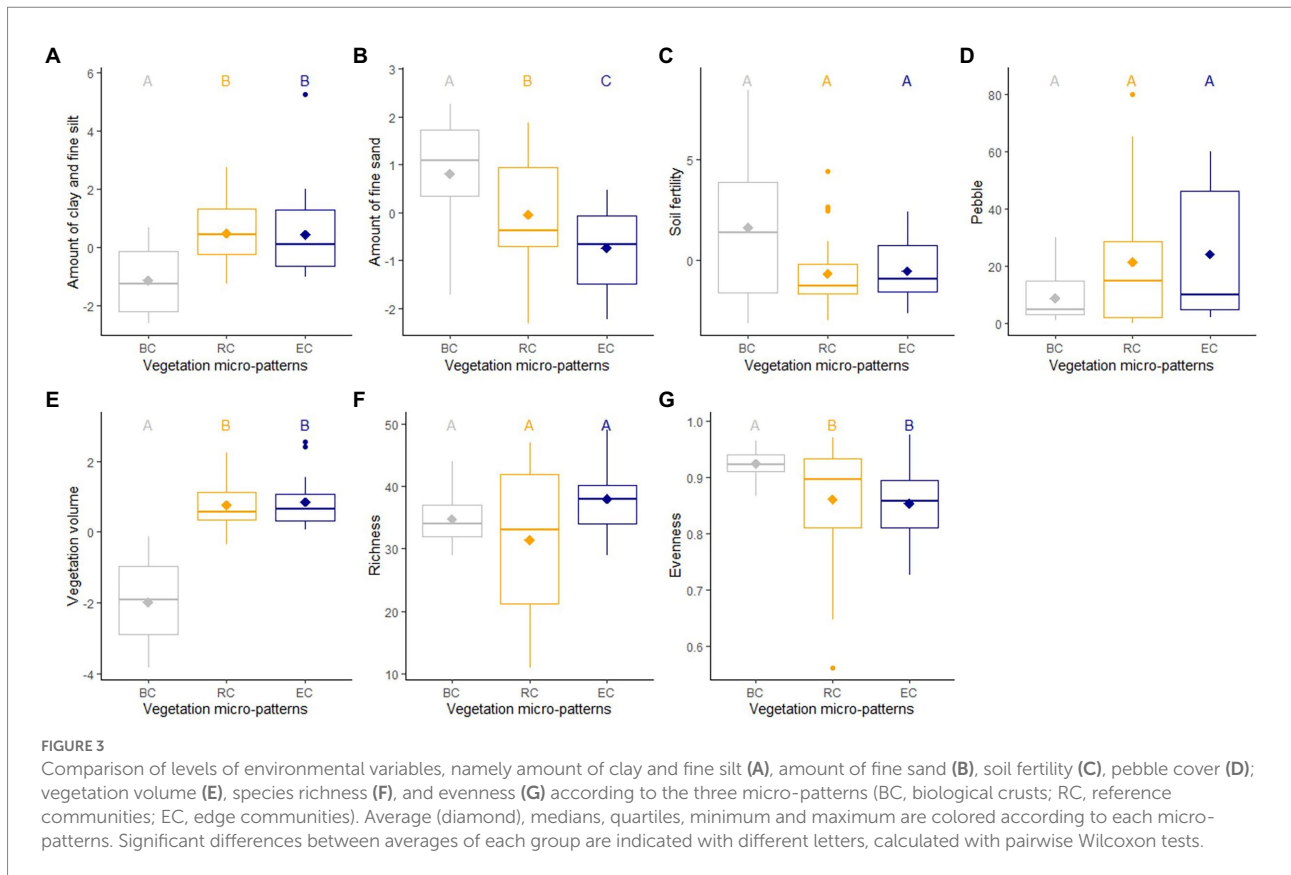 A
B
C
D
A B B
A B C
A A A
A A A
Amount of clay and fine silt
6
4
2
0
-2
BC RC EC
Vegetation micro-patterns
Amount of fine sand
3
2
1
0
-1
-2
BC RC EC
Vegetation micro-patterns
Soil fertility
5
0
BC RC EC
Vegetation micro-patterns
Pebble
80
60
40
20
0
BC RC EC
Vegetation micro-patterns
E
F
G
A B B
A A A
A B B
Vegetation volume
2
0
-2
-4
BC RC EC
Vegetation micro-patterns
Richness
50
40
30
20
10
BC RC EC
Vegetation micro-patterns
Evenness
1.0
0.9
0.8
0.7
0.6
BC RC EC
Vegetation micro-patterns
FIGURE 3
Comparison of levels of environmental variables, namely amount of clay and fine silt (A), amount of fine sand (B), soil fertility (C), pebble cover (D);
vegetation volume (E), species richness (F), and evenness (G) according to the three micro-patterns (BC, biological crusts; RC, reference
communities; EC, edge communities). Average (diamond), medians, quartiles, minimum and maximum are colored according to each micro-
patterns. Significant differences between averages of each group are indicated with different letters, calculated with pairwise Wilcoxon tests.